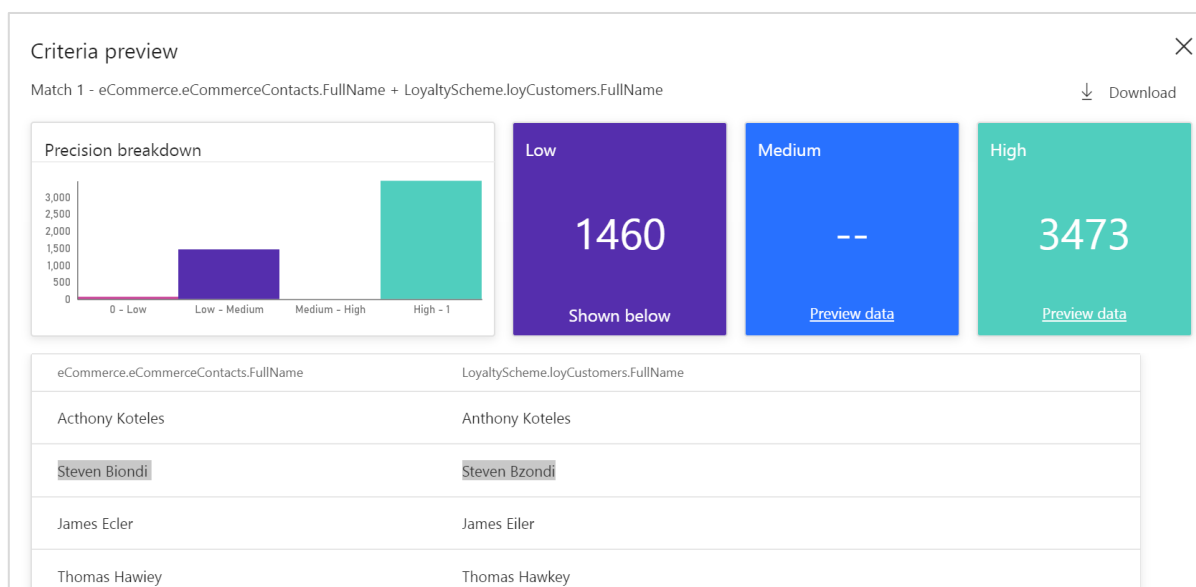 Criteria preview
Match 1 - eCommerce.eCommerceContacts.FullName + LoyaltyScheme.loyCustomers.FullName
Download
Precision breakdown
3,000
2,500
2,000
1,500
1,000
500
0
0 - Low Low - Medium Medium - High High - 1
Low
1460
Shown below
Medium
--
Preview data
High
3473
Preview data
eCommerce.eCommerceContacts.FullName LoyaltyScheme.loyCustomers.FullName
Acthony Koteles Anthony Koteles
Steven Biondi Steven Bzondi
James Ecler James Eiler
Thomas Hawiey Thomas Hawkey